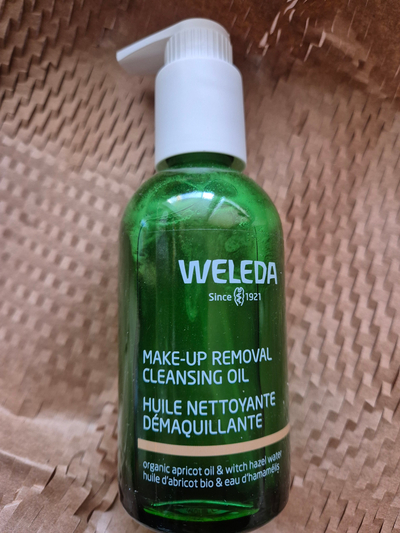 WELEDA
Since 1921
MAKE-UP REMOVAL
CLEANSING OIL
HUILE NETTOYANTE
DÉMAQUILLANTE
organic apricot oil & witch hazel water
huile d'abricot bio & eau d'hamamélis